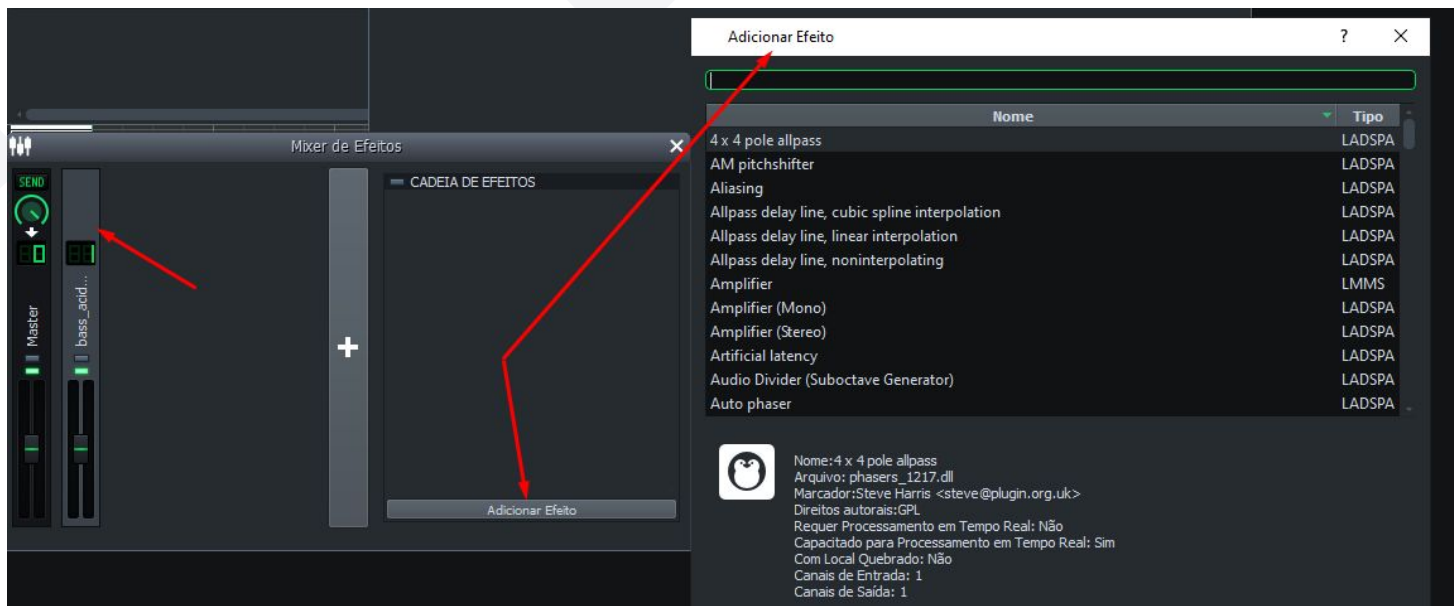 Mixer de Efeitos
SEND
0
1
Master
bass_acid...
CADEIA DE EFEITOS
Adicionar Efeito
Adicionar Efeito
?
Nome
Tipo
4 x 4 pole allpass LADSPA
AM pitchshifter LADSPA
Aliasing LADSPA
Allpass delay line, cubic spline interpolation LADSPA
Allpass delay line, linear interpolation LADSPA
Allpass delay line, noninterpolating LADSPA
Amplifier LMMS
Amplifier (Mono) LADSPA
Amplifier (Stereo) LADSPA
Artificial latency LADSPA
Audio Divider (Suboctave Generator) LADSPA
Auto phaser LADSPA
Nome:4 x 4 pole allpass
Arquivo: phasers_1217.dll
Marcador:Steve Harris <steve@plugin.org.uk>
Direitos autorais:GPL
Requer Processamento em Tempo Real: Não
Capacitado para Processamento em Tempo Real: Sim
Com Local Quebrado: Não
Canais de Entrada: 1
Canais de Saída: 1